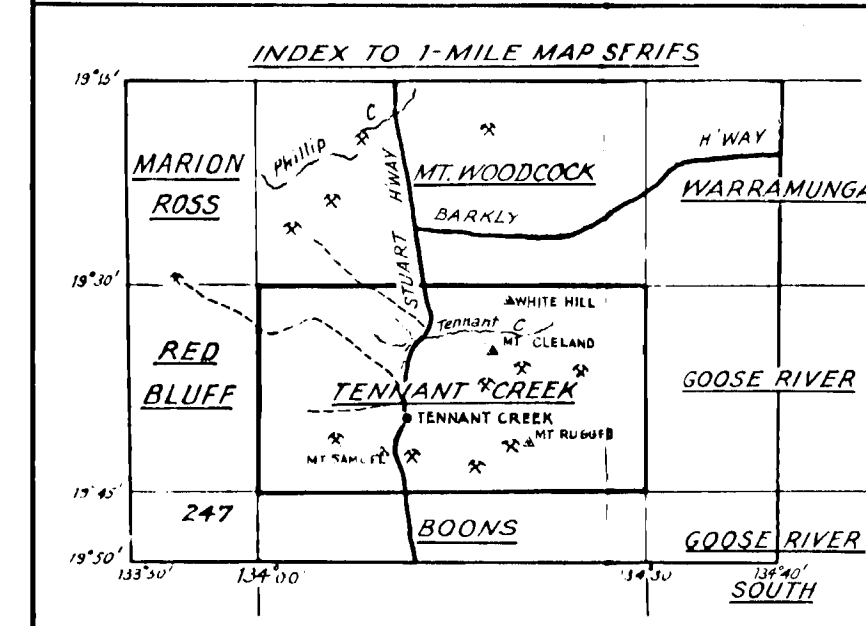 INDEX TO 1-MILE MAP SERIES
19°15'
Phillip C
H'WAY
MARION
ROSS
STUART H'WAY
MT. WOODCOCK
WARRAMUNGA
BARKLY
19°30'
WHITE HILL
Tennant C
MT CLELAND
RED
BLUFF
TENNANT CREEK
GOOSE RIVER
TENNANT CREEK
MT RUGGED
MT SAMUEL
19°45'
247
BOONS
GOOSE RIVER
19°50'
133°50' 134°00' 134°30' 134°40'
SOUTH